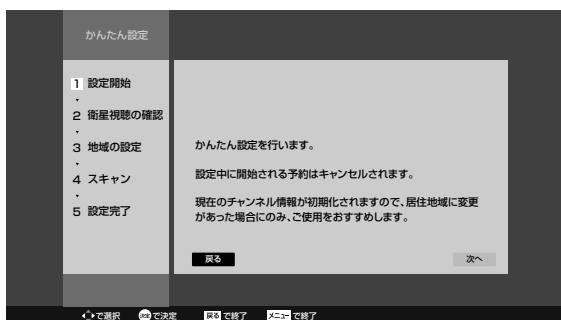 かんたん設定
1 設定開始
2 衛星視聴の確認
3 地域の設定
4 スキャン
5 設定完了
かんたん設定を行います。
設定中に開始される予約はキャンセルされます。
現在のチャンネル情報が初期化されますので、居住地域に変更
があった場合にのみ、ご使用をおすすめします。
戻る 次へ
で選択 決定 で決定 戻る で終了 メニュー で終了